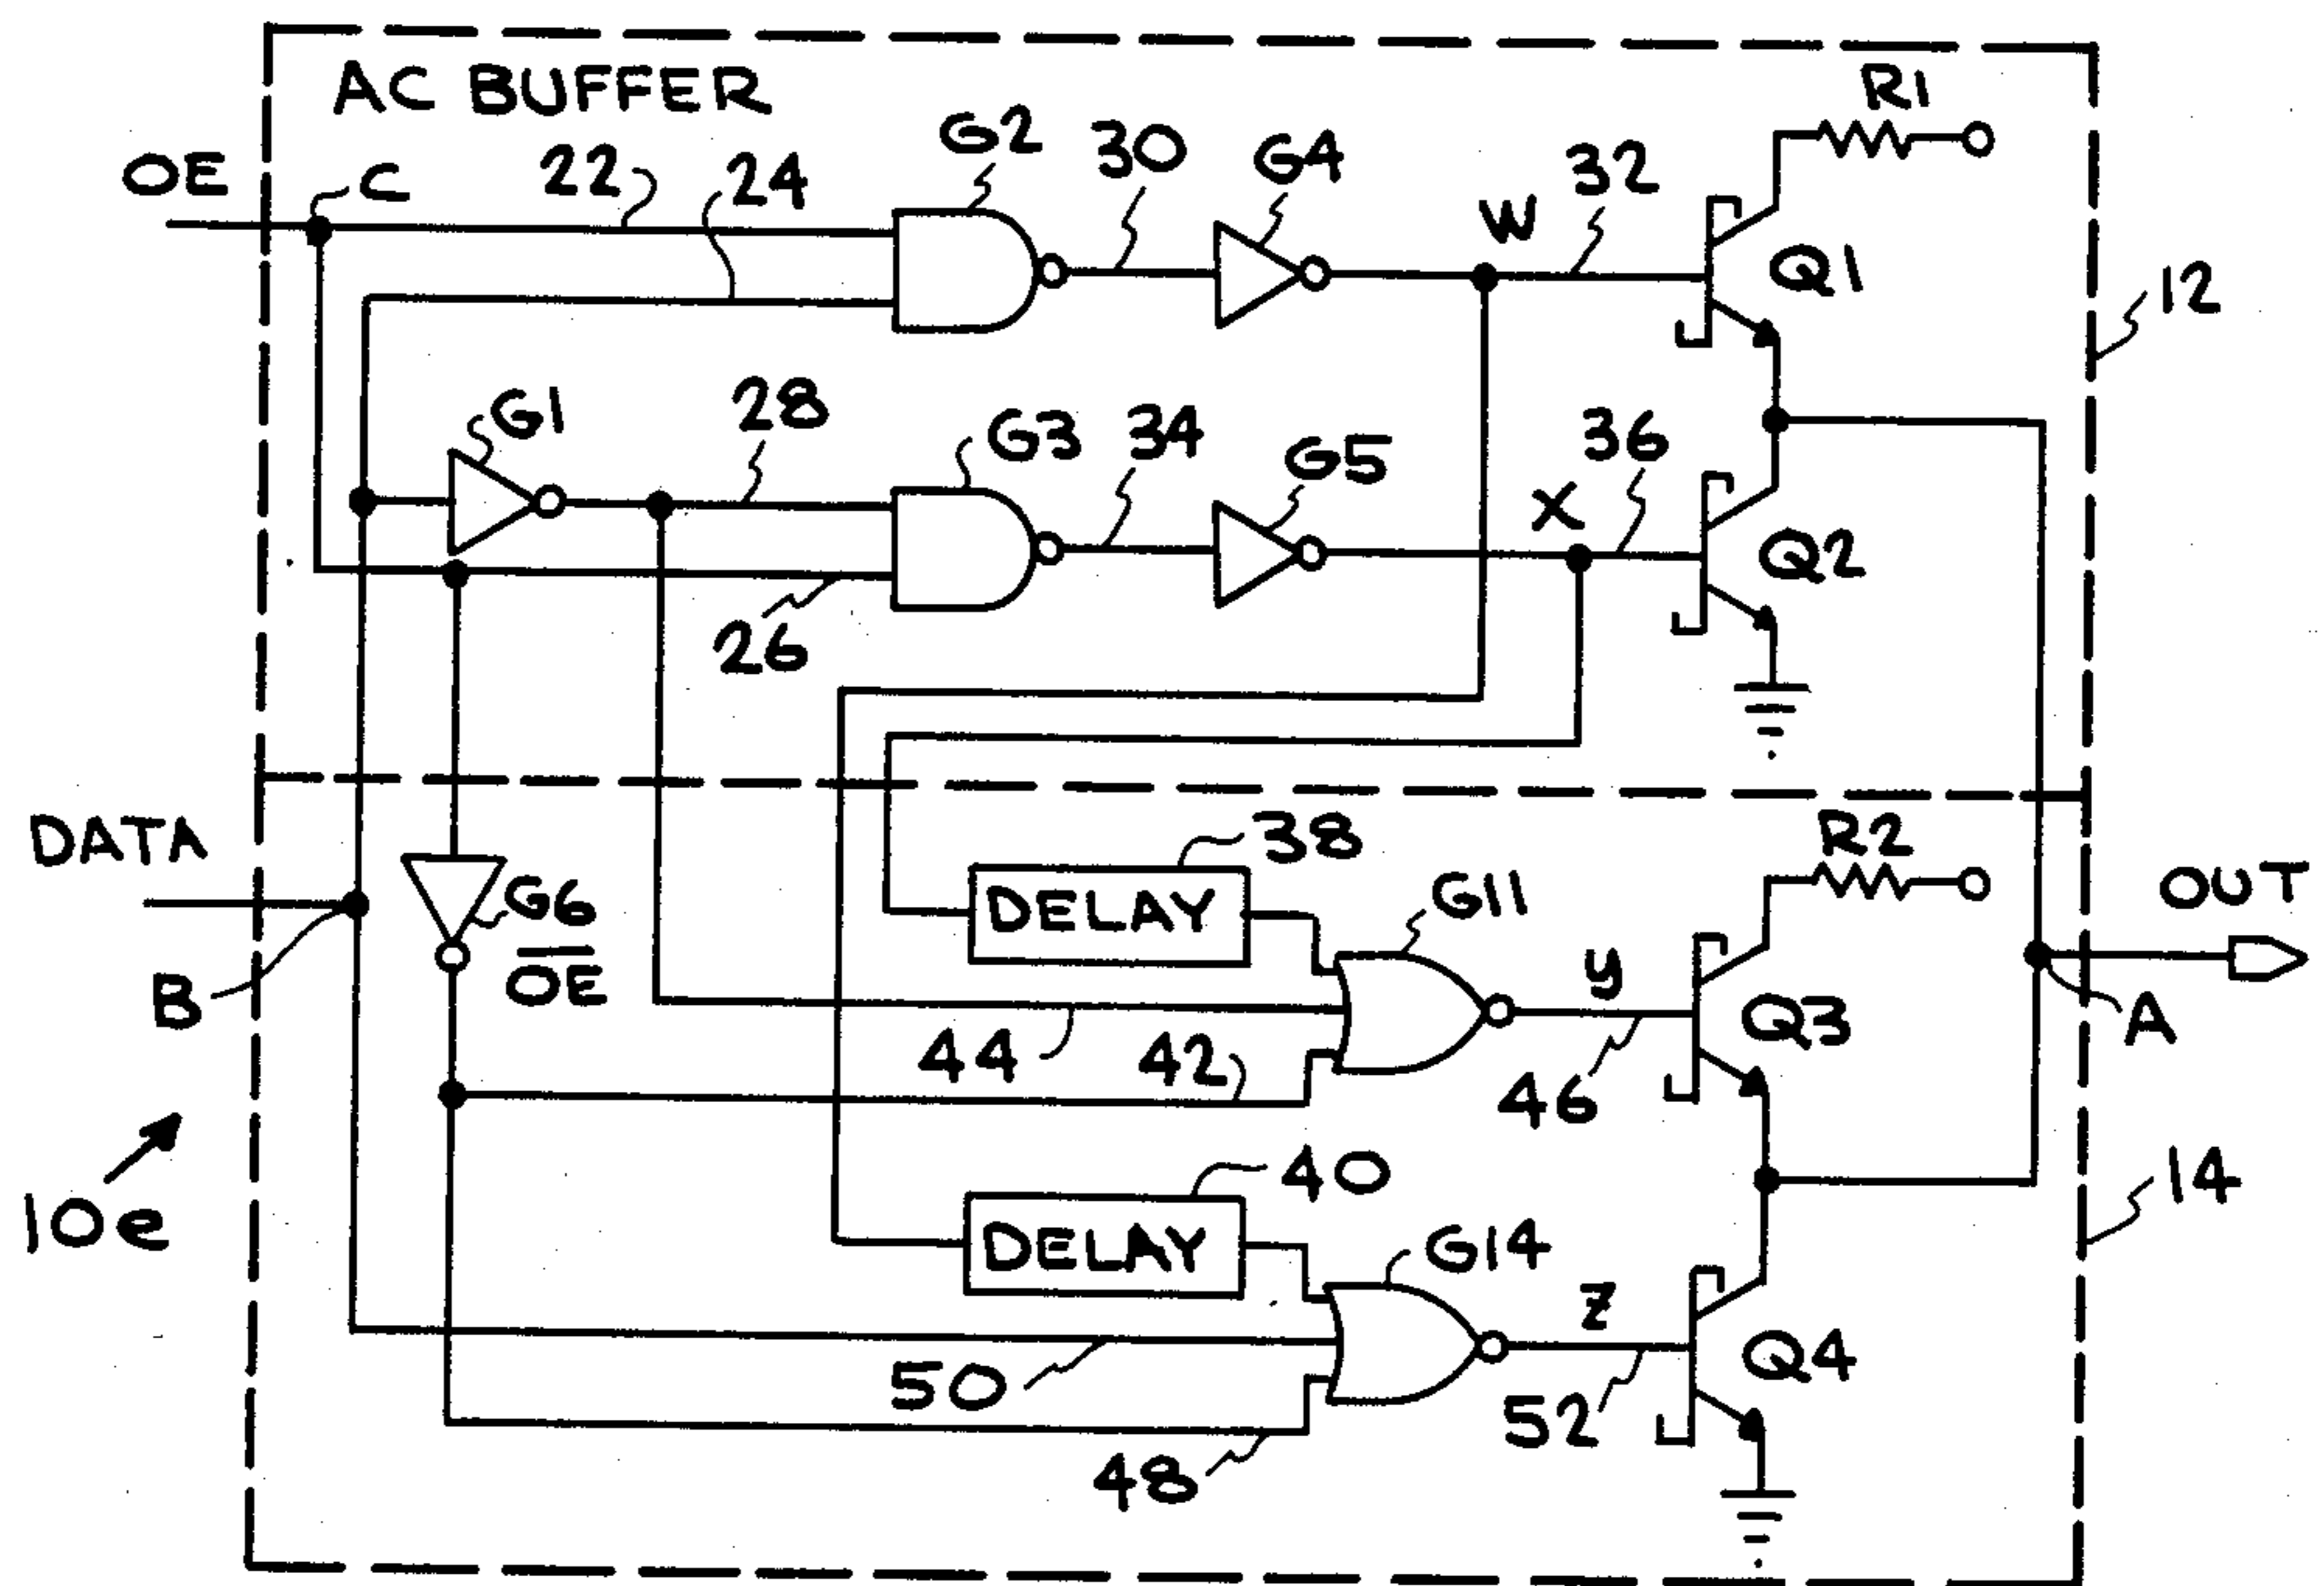 AC BUFFER
R1
OE
C
22
24
G2
30
G4
W
32
Q1
12
G1
28
G3
34
G5
X
36
Q2
26
DATA
38
R2
DELAY
G11
OUT
G6
OE
B
y
Q3
A
44
42
46
10e
40
14
DELAY
G14
z
Q4
50
52
48